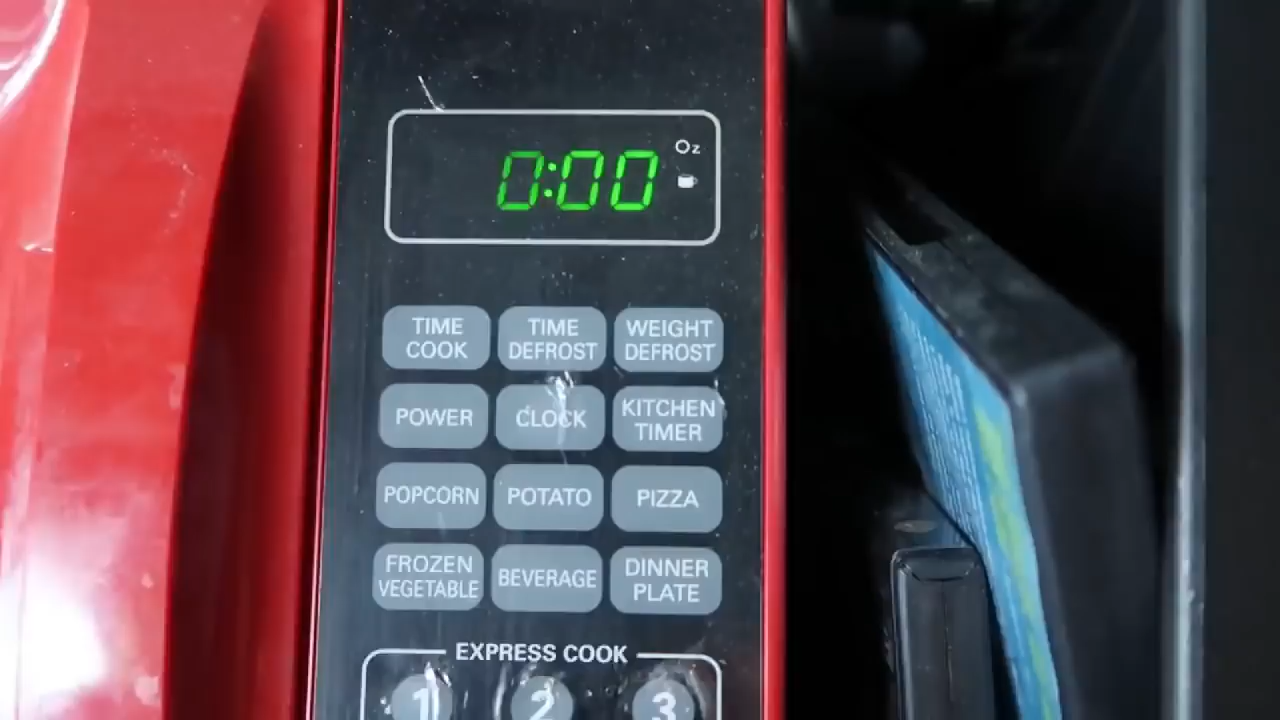 0:00
Oz
TIME
COOK
TIME
DEFROST
WEIGHT
DEFROST
POWER
CLOCK
KITCHEN
TIMER
POPCORN
POTATO
PIZZA
FROZEN
VEGETABLE
BEVERAGE
DINNER
PLATE
EXPRESS COOK
1
2
3